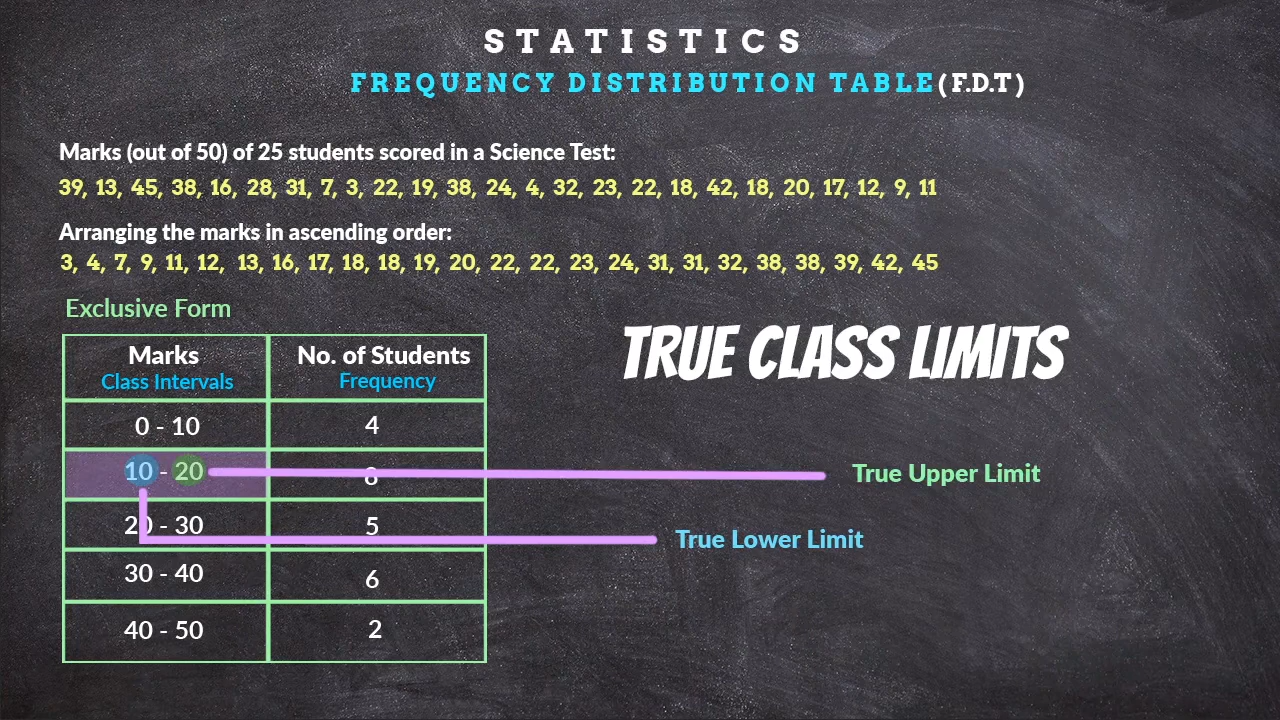 STATISTICS
FREQUENCY DISTRIBUTION TABLE(F.D.T)
Marks (out of 50) of 25 students scored in a Science Test:
39, 13, 45, 38, 16, 28, 31, 7, 3, 22, 19, 38, 24, 4, 32, 23, 22, 18, 42, 18, 20, 17, 12, 9, 11
Arranging the marks in ascending order:
3, 4, 7, 9, 11, 12, 13, 16, 17, 18, 18, 19, 20, 22, 22, 23, 24, 31, 31, 32, 38, 38, 39, 42, 45
Exclusive Form
TRUE CLASS LIMITS
Marks No. of Students
Class Intervals Frequency
0 - 10 4
10 - 20 True Upper Limit
20 - 30 5
True Lower Limit
30 - 40 6
40 - 50 2